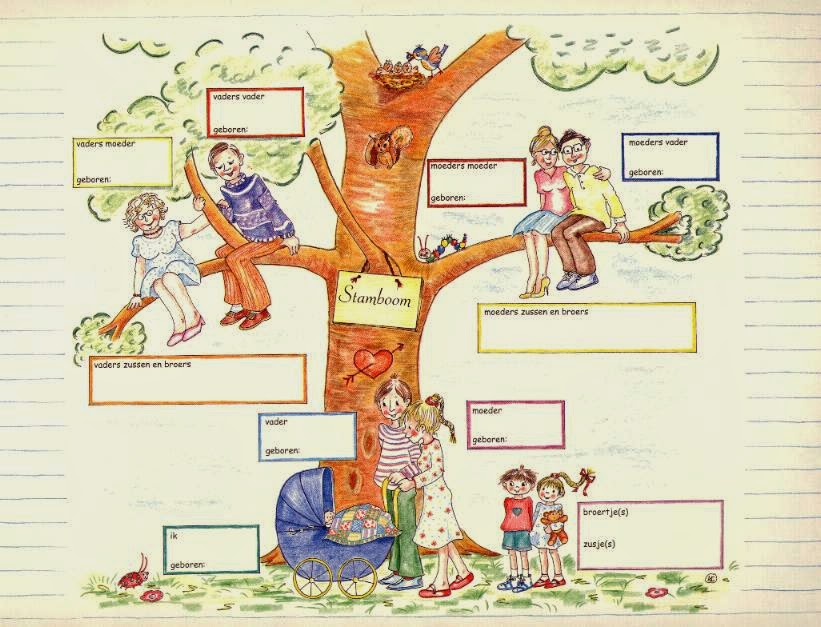 vaders vader
geboren:
vaders moeder
geboren:
moeders moeder
geboren:
moeders vader
geboren:
Stamboom
moeders zussen en broers
vaders zussen en broers
vader
geboren:
moeder
geboren:
broertje(s)
zusje(s)
ik
geboren: